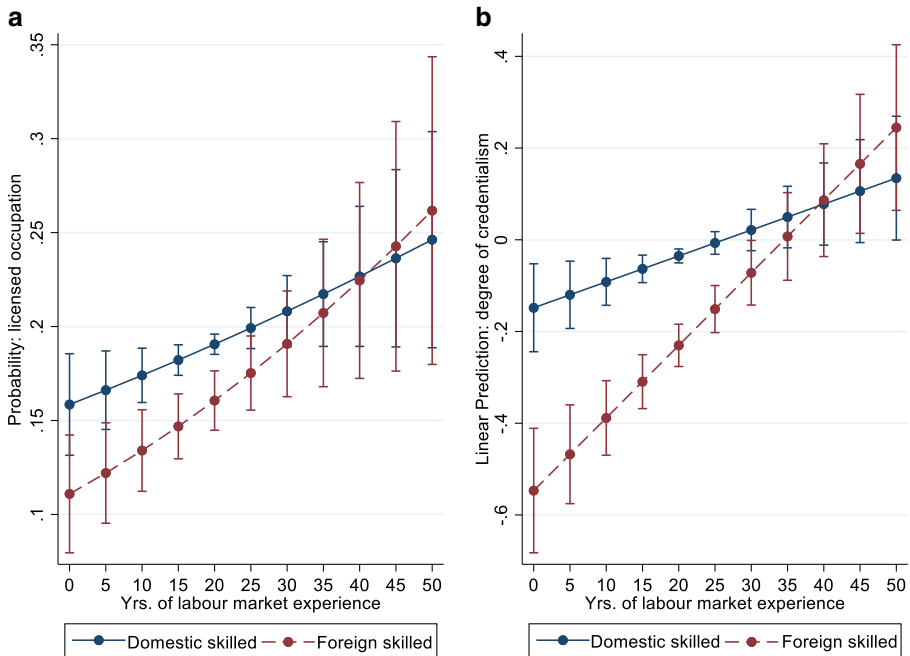 a
Probability: licensed occupation
.35
.3
.25
.2
.15
.1
0 5 10 15 20 25 30 35 40 45 50
Yrs. of labour market experience
Domestic skilled Foreign skilled
b
Linear Prediction: degree of credentialism
.4
.2
0
-.2
-.4
-.6
0 5 10 15 20 25 30 35 40 45 50
Yrs. of labour market experience
Domestic skilled Foreign skilled